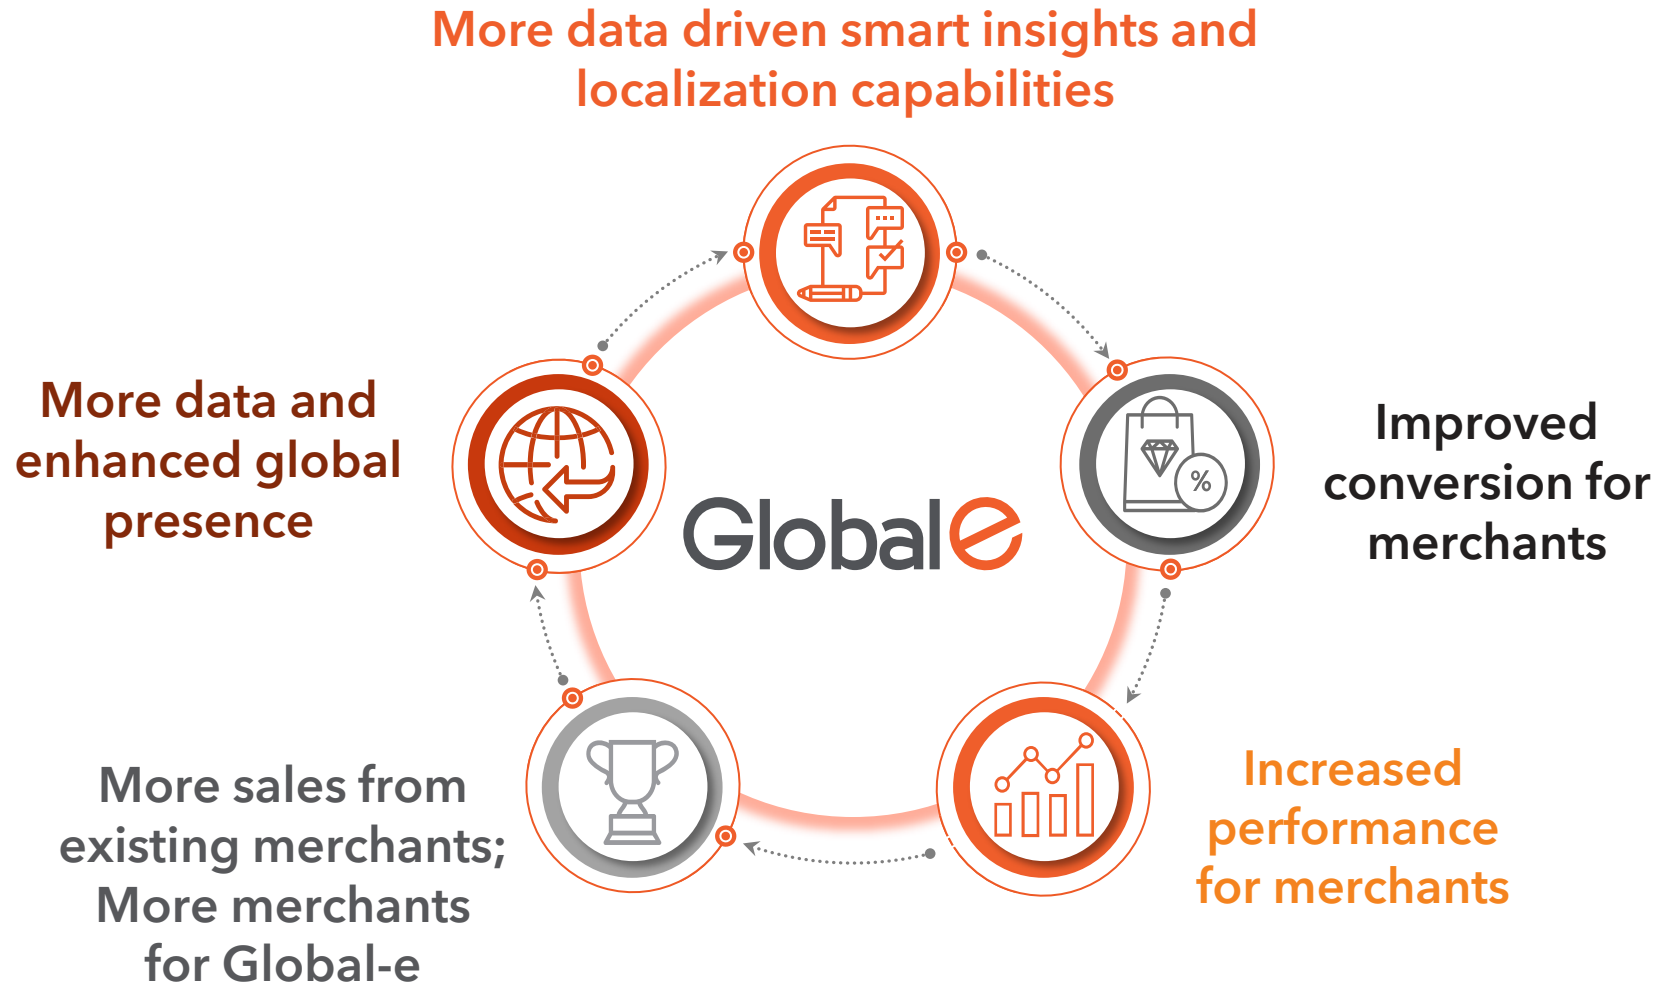 More data driven smart insights and
localization capabilities
More data and
enhanced global
presence
Improved
conversion for
merchants
%
Global e
More sales from
existing merchants;
More merchants
for Global-e
Increased
performance
for merchants